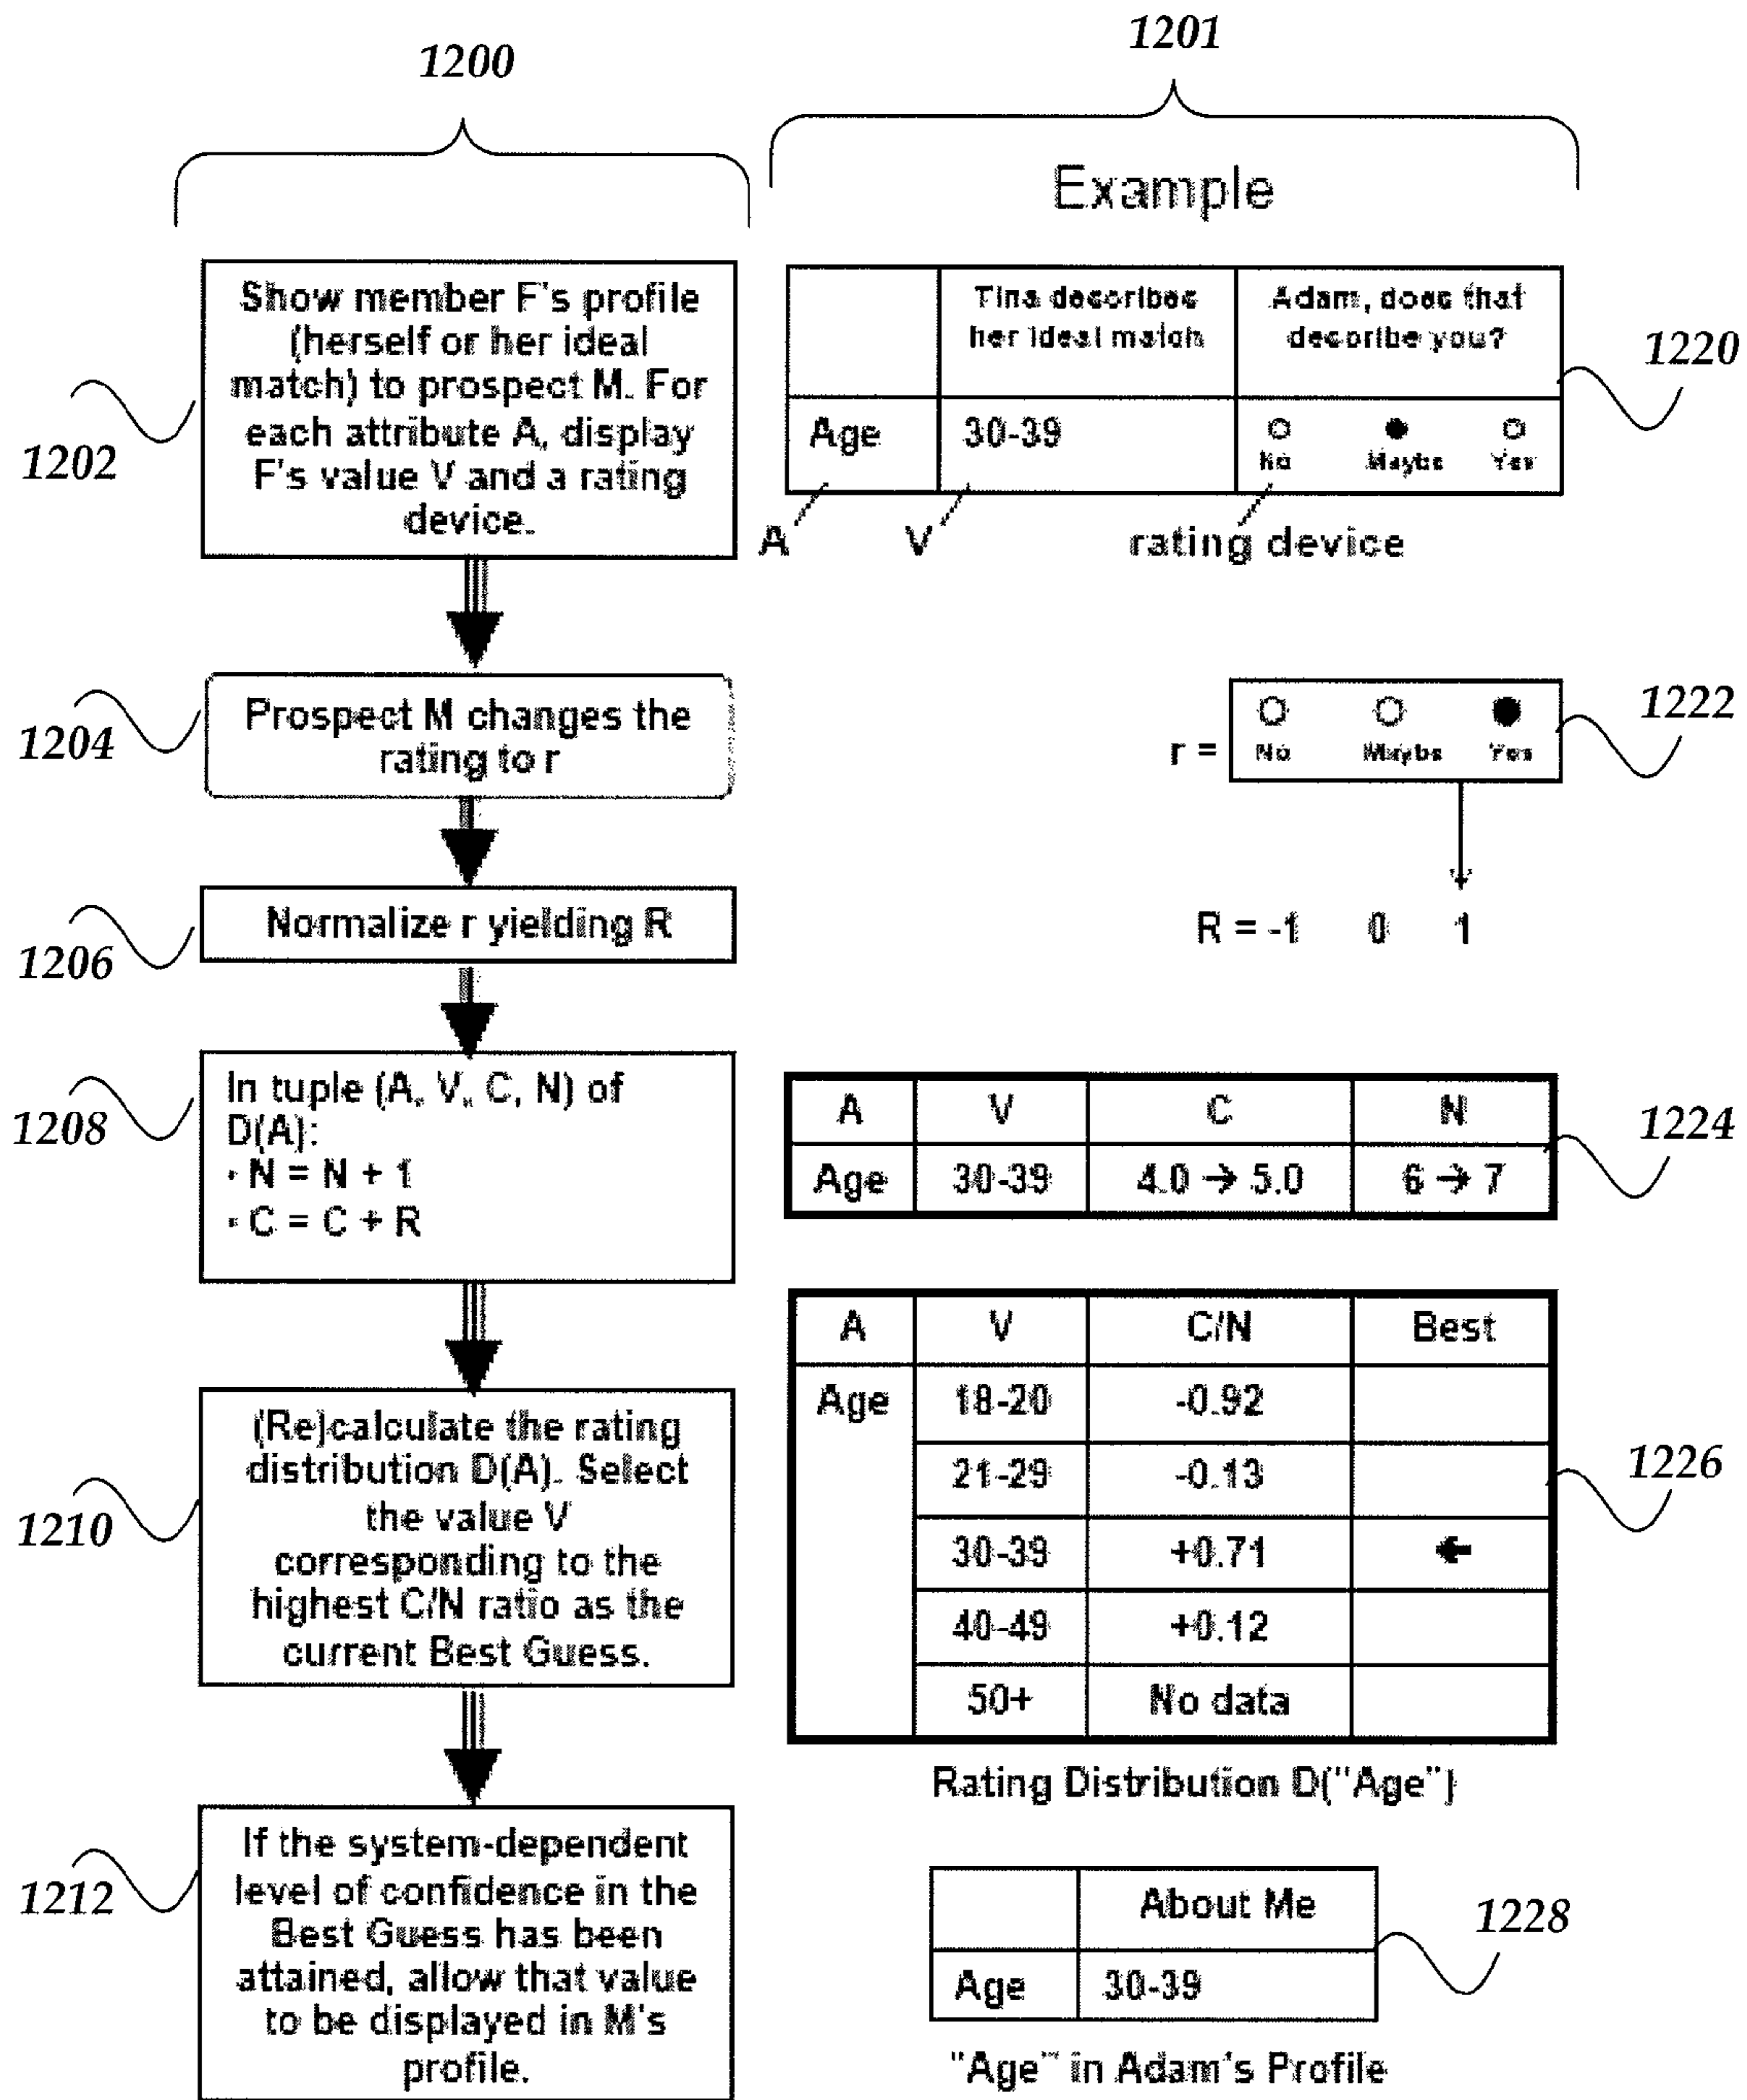 1200
1201
Example
Show member F's profile
(herself or her ideal
match) to prospect M. For
each attribute A, display
F's value V and a rating
device.
1202
Tina describes
her ideal match
Adam, does that
describe you?
1220
Age
30-39
No
Maybe
Yes
A
V
rating device
Prospect M changes the
rating to r
1204
r =
No
Maybe
Yes
1222
Normalize r yielding R
1206
R = -1 0 1
In tuple (A, V, C, N) of
D(A):
· N = N + 1
· C = C + R
1208
A V C N
Age 30-39 4.0 → 5.0 6 → 7
1224
(Re)calculate the rating
distribution D(A). Select
the value V
corresponding to the
highest C/N ratio as the
current Best Guess.
1210
A V C/N Best
Age 18-20 -0.92
21-29 -0.13
30-39 +0.71 ←
40-49 +0.12
50+ No data
1226
Rating Distribution D("Age")
If the system-dependent
level of confidence in the
Best Guess has been
attained, allow that value
to be displayed in M's
profile.
1212
About Me
Age 30-39
1228
"Age" in Adam's Profile